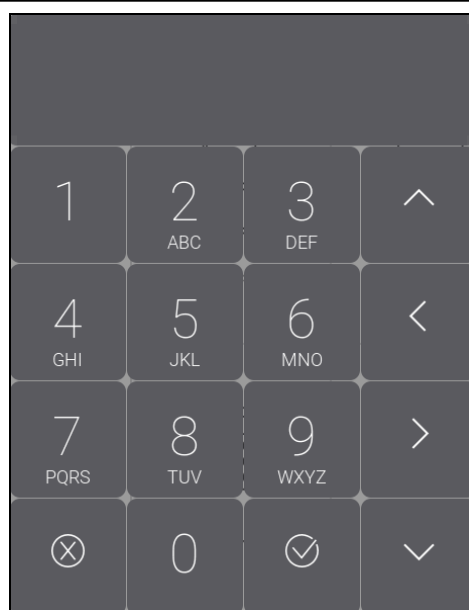 1 2 3
ABC DEF
4 5 6
GHI JKL MNO
7 8 9
PQRS TUV WXYZ
0